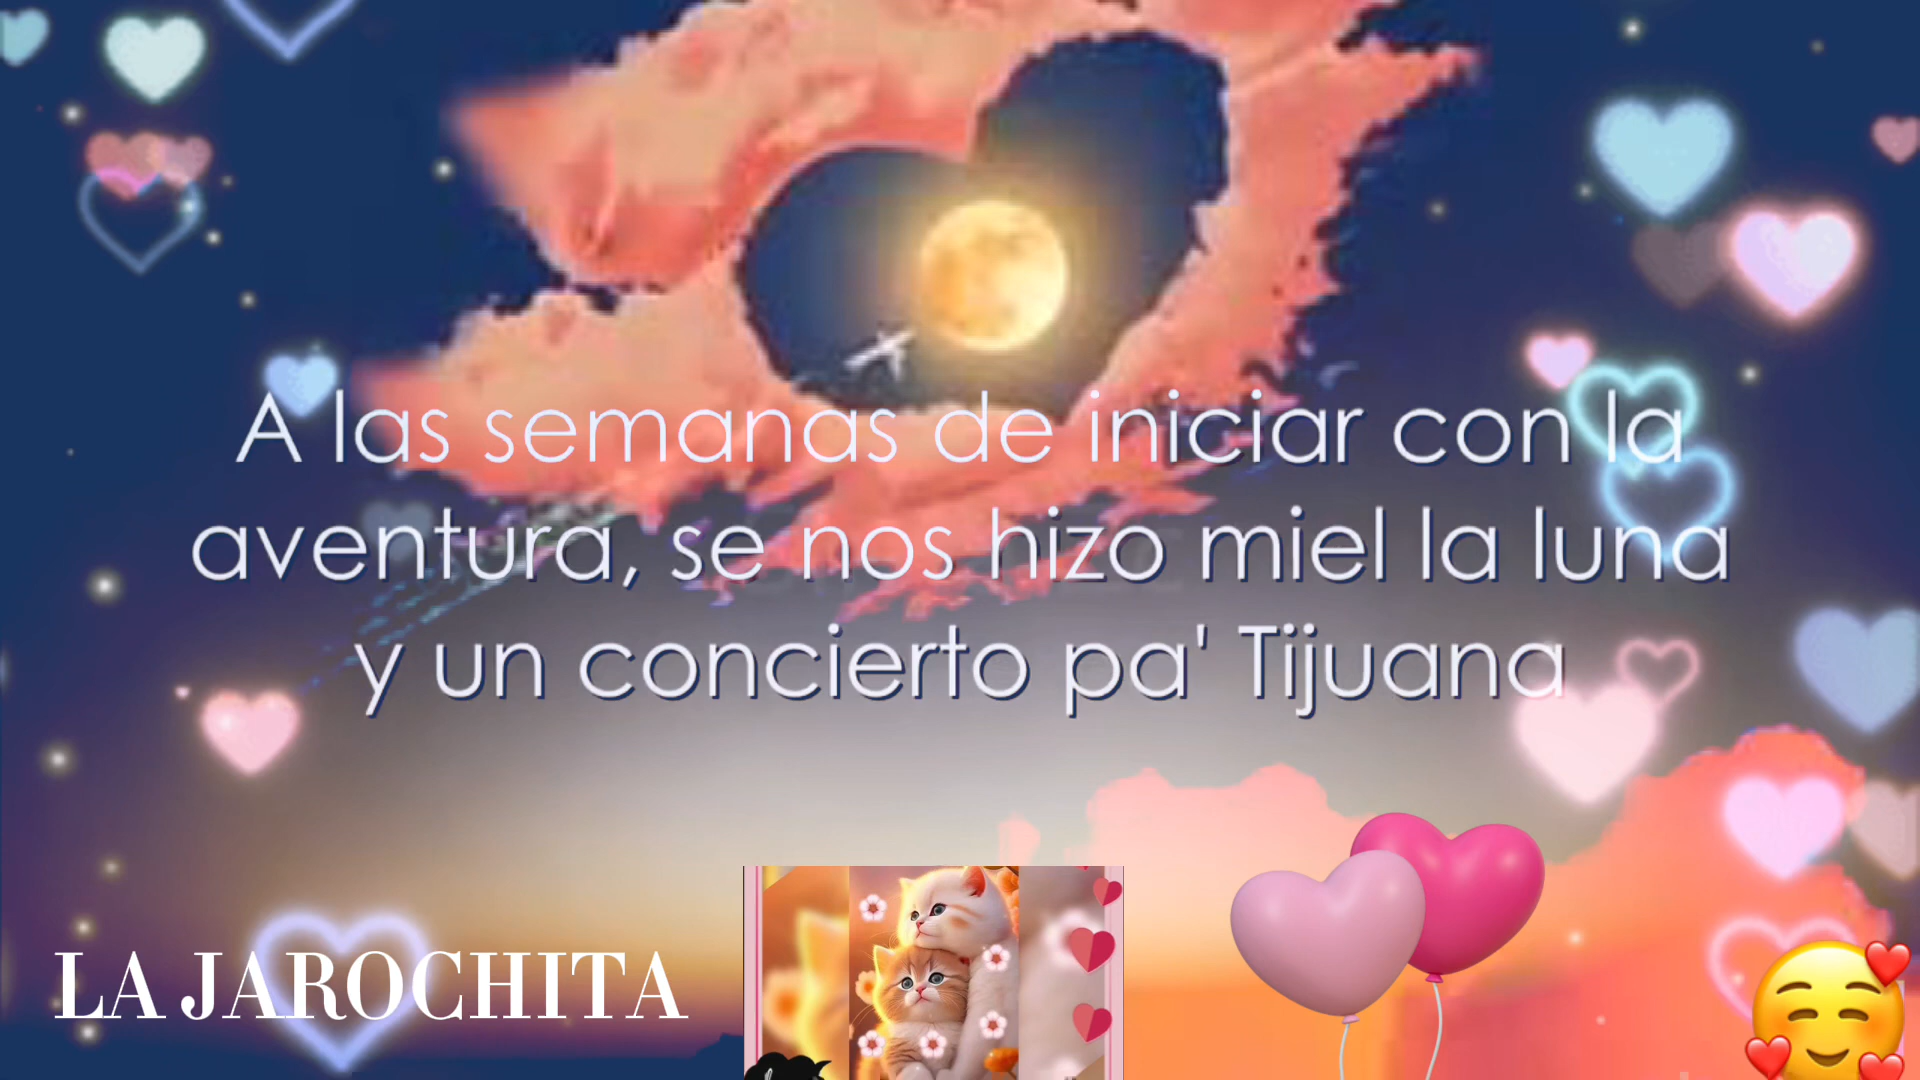 A las semanas de iniciar con la
aventura, se nos hizo miel la luna
y un concierto pa' Tijuana
LA JAROCHITA